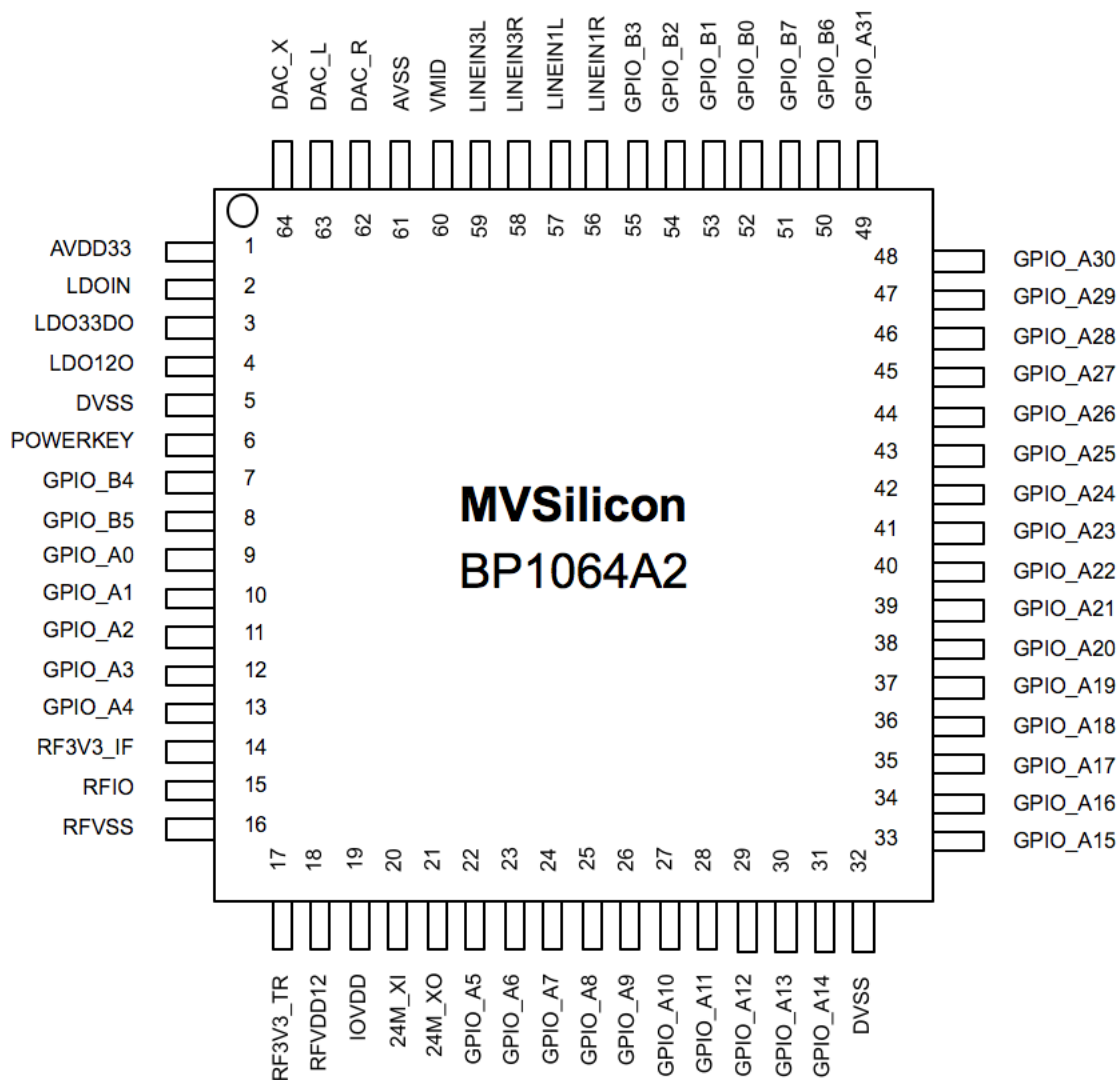 DAC_X
DAC_L
DAC_R
AVSS
VMID
LINEIN3L
LINEIN3R
LINEIN1L
LINEIN1R
GPIO_B3
GPIO_B2
GPIO_B1
GPIO_B0
GPIO_B7
GPIO_B6
GPIO_A31
64
63
62
61
60
59
58
57
56
55
54
53
52
51
50
49
AVDD33 1
LDOIN 2
LDO33DO 3
LDO12O 4
DVSS 5
POWERKEY 6
GPIO_B4 7
GPIO_B5 8
GPIO_A0 9
GPIO_A1 10
GPIO_A2 11
GPIO_A3 12
GPIO_A4 13
RF3V3_IF 14
RFIO 15
RFVSS 16
MVSilicon
BP1064A2
48 GPIO_A30
47 GPIO_A29
46 GPIO_A28
45 GPIO_A27
44 GPIO_A26
43 GPIO_A25
42 GPIO_A24
41 GPIO_A23
40 GPIO_A22
39 GPIO_A21
38 GPIO_A20
37 GPIO_A19
36 GPIO_A18
35 GPIO_A17
34 GPIO_A16
33 GPIO_A15
17
18
19
20
21
22
23
24
25
26
27
28
29
30
31
32
RF3V3_TR
RFVDD12
IOVDD
24M_XI
24M_XO
GPIO_A5
GPIO_A6
GPIO_A7
GPIO_A8
GPIO_A9
GPIO_A10
GPIO_A11
GPIO_A12
GPIO_A13
GPIO_A14
DVSS